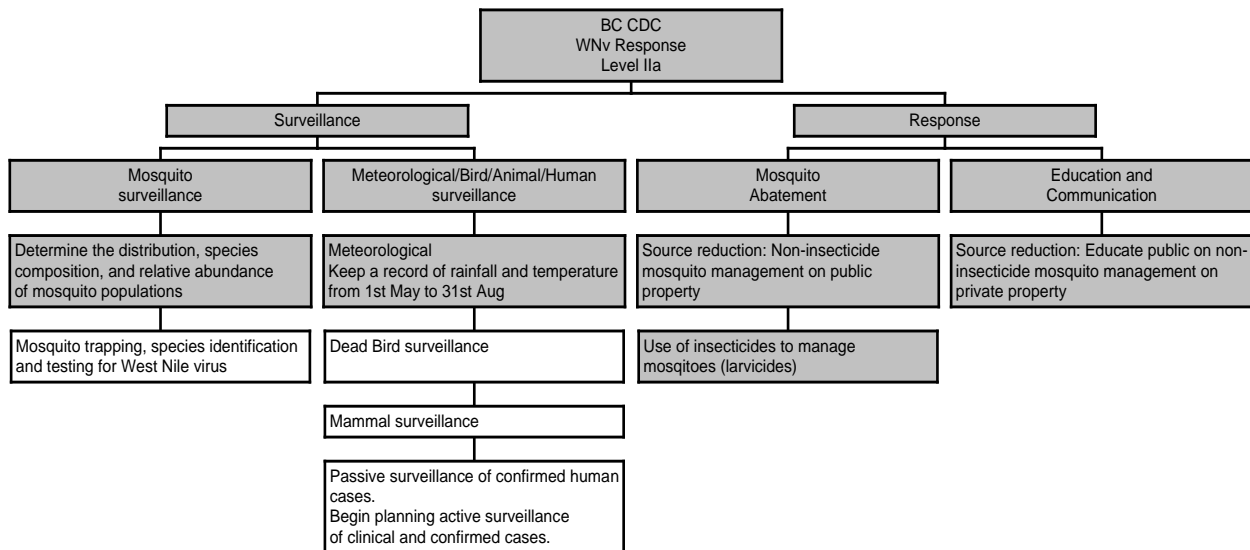 BC CDC
WNv Response
Level IIa
Surveillance
Response
Mosquito
surveillance
Meteorological/Bird/Animal/Human
surveillance
Mosquito
Abatement
Education and
Communication
Determine the distribution, species
composition, and relative abundance
of mosquito populations
Meteorological
Keep a record of rainfall and temperature
from 1st May to 31st Aug
Source reduction: Non-insecticide
mosquito management on public
property
Source reduction: Educate public on non-
insecticide mosquito management on
private property
Mosquito trapping, species identification
and testing for West Nile virus
Dead Bird surveillance
Use of insecticides to manage
mosqitoes (larvicides)
Mammal surveillance
Passive surveillance of confirmed human
cases.
Begin planning active surveillance
of clinical and confirmed cases.